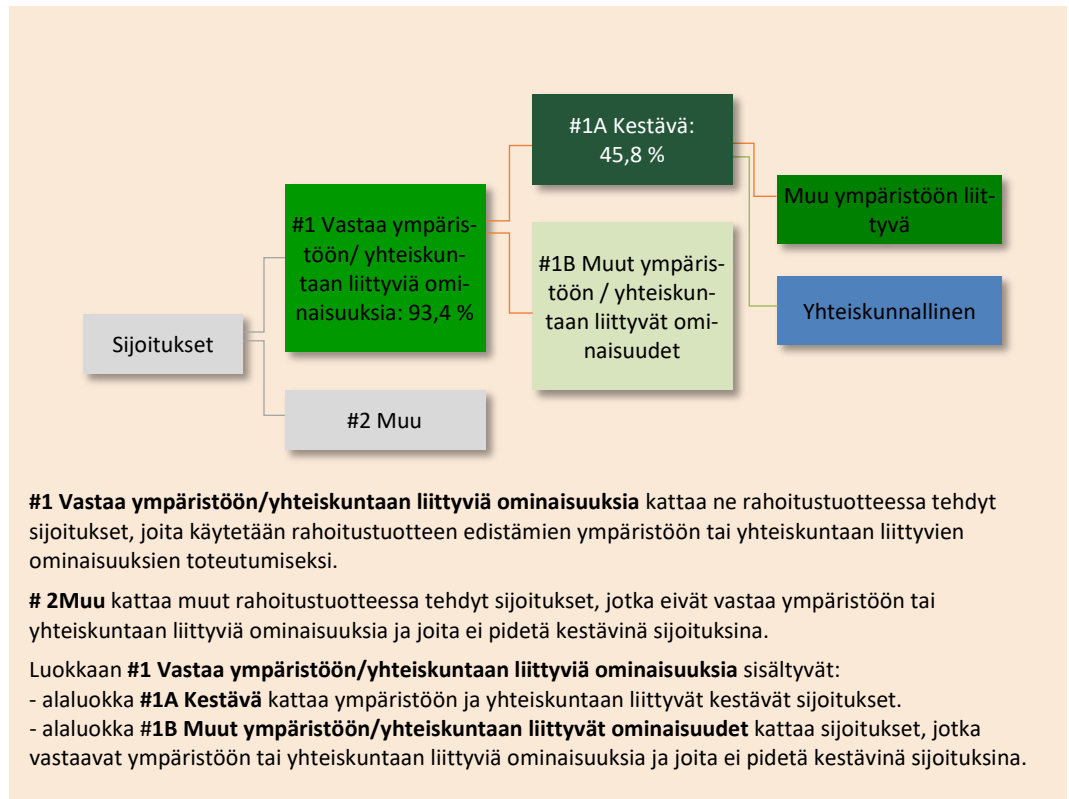 #1A Kestävä:
45,8 %
Muu ympäristöön liit-
tyvä
#1 Vastaa ympäris-
töön/ yhteiskun-
taan liittyviä omi-
naisuuksia: 93,4 %
#1B Muut ympäris-
töön / yhteiskun-
taan liittyvät omi-
naisuudet
Yhteiskunnallinen
Sijoitukset
#2 Muu
#1 Vastaa ympäristöön/yhteiskuntaan liittyviä ominaisuuksia kattaa ne rahoitustuotteessa tehdyt
sijoitukset, joita käytetään rahoitustuotteen edistämien ympäristöön tai yhteiskuntaan liittyvien
ominaisuuksien toteutumiseksi.
# 2Muu kattaa muut rahoitustuotteessa tehdyt sijoitukset, jotka eivät vastaa ympäristöön tai
yhteiskuntaan liittyviä ominaisuuksia ja joita ei pidetä kestävinä sijoituksina.
Luokkaan #1 Vastaa ympäristöön/yhteiskuntaan liittyviä ominaisuuksia sisältyvät:
- alaluokka #1A Kestävä kattaa ympäristöön ja yhteiskuntaan liittyvät kestävät sijoitukset.
- alaluokka #1B Muut ympäristöön/yhteiskuntaan liittyvät ominaisuudet kattaa sijoitukset, jotka
vastaavat ympäristöön tai yhteiskuntaan liittyviä ominaisuuksia ja joita ei pidetä kestävinä sijoituksina.